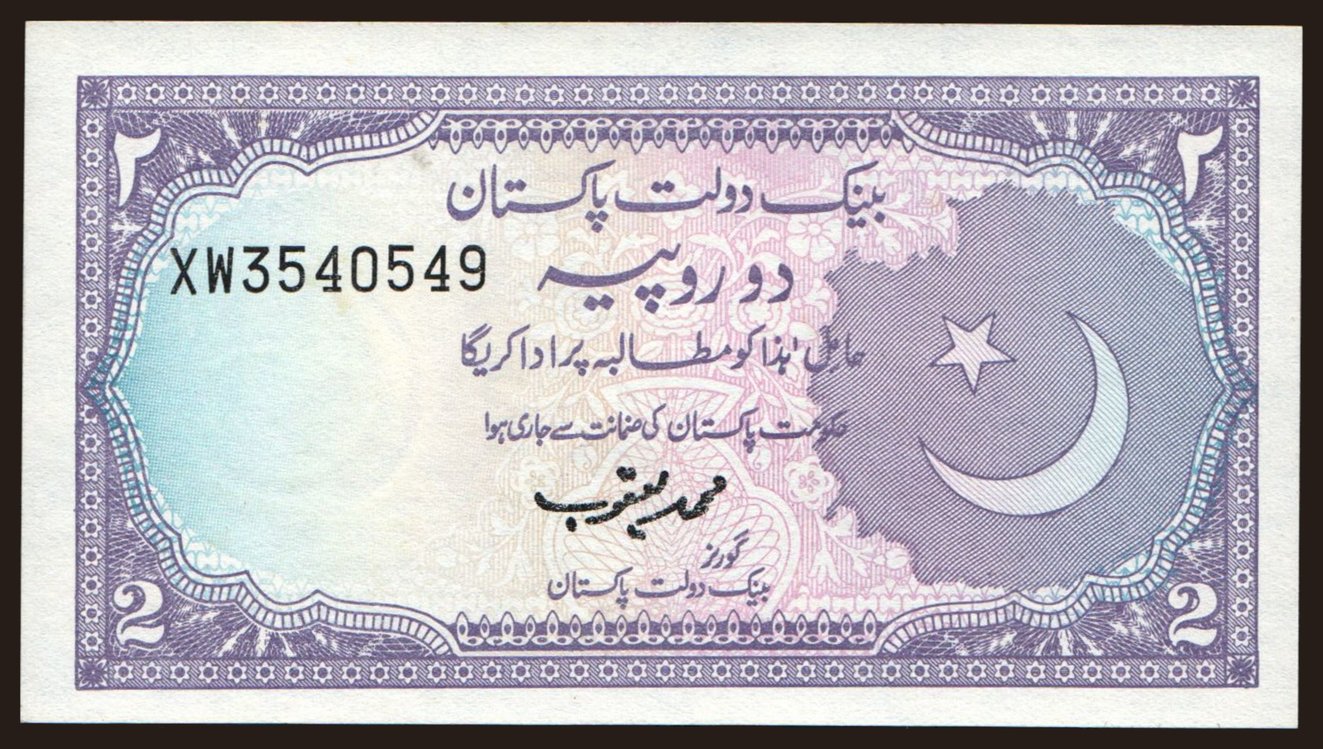 ۲ ۲
بینک دولت پاکستان
XW3540549
دو روپیہ
حامل ہٰذا کو مطالبہ پر ادا کریگا
حکومت پاکستان کی ضمانت سے جاری ہوا
محمد یعقوب
گورنر
بینک دولت پاکستان
2 2